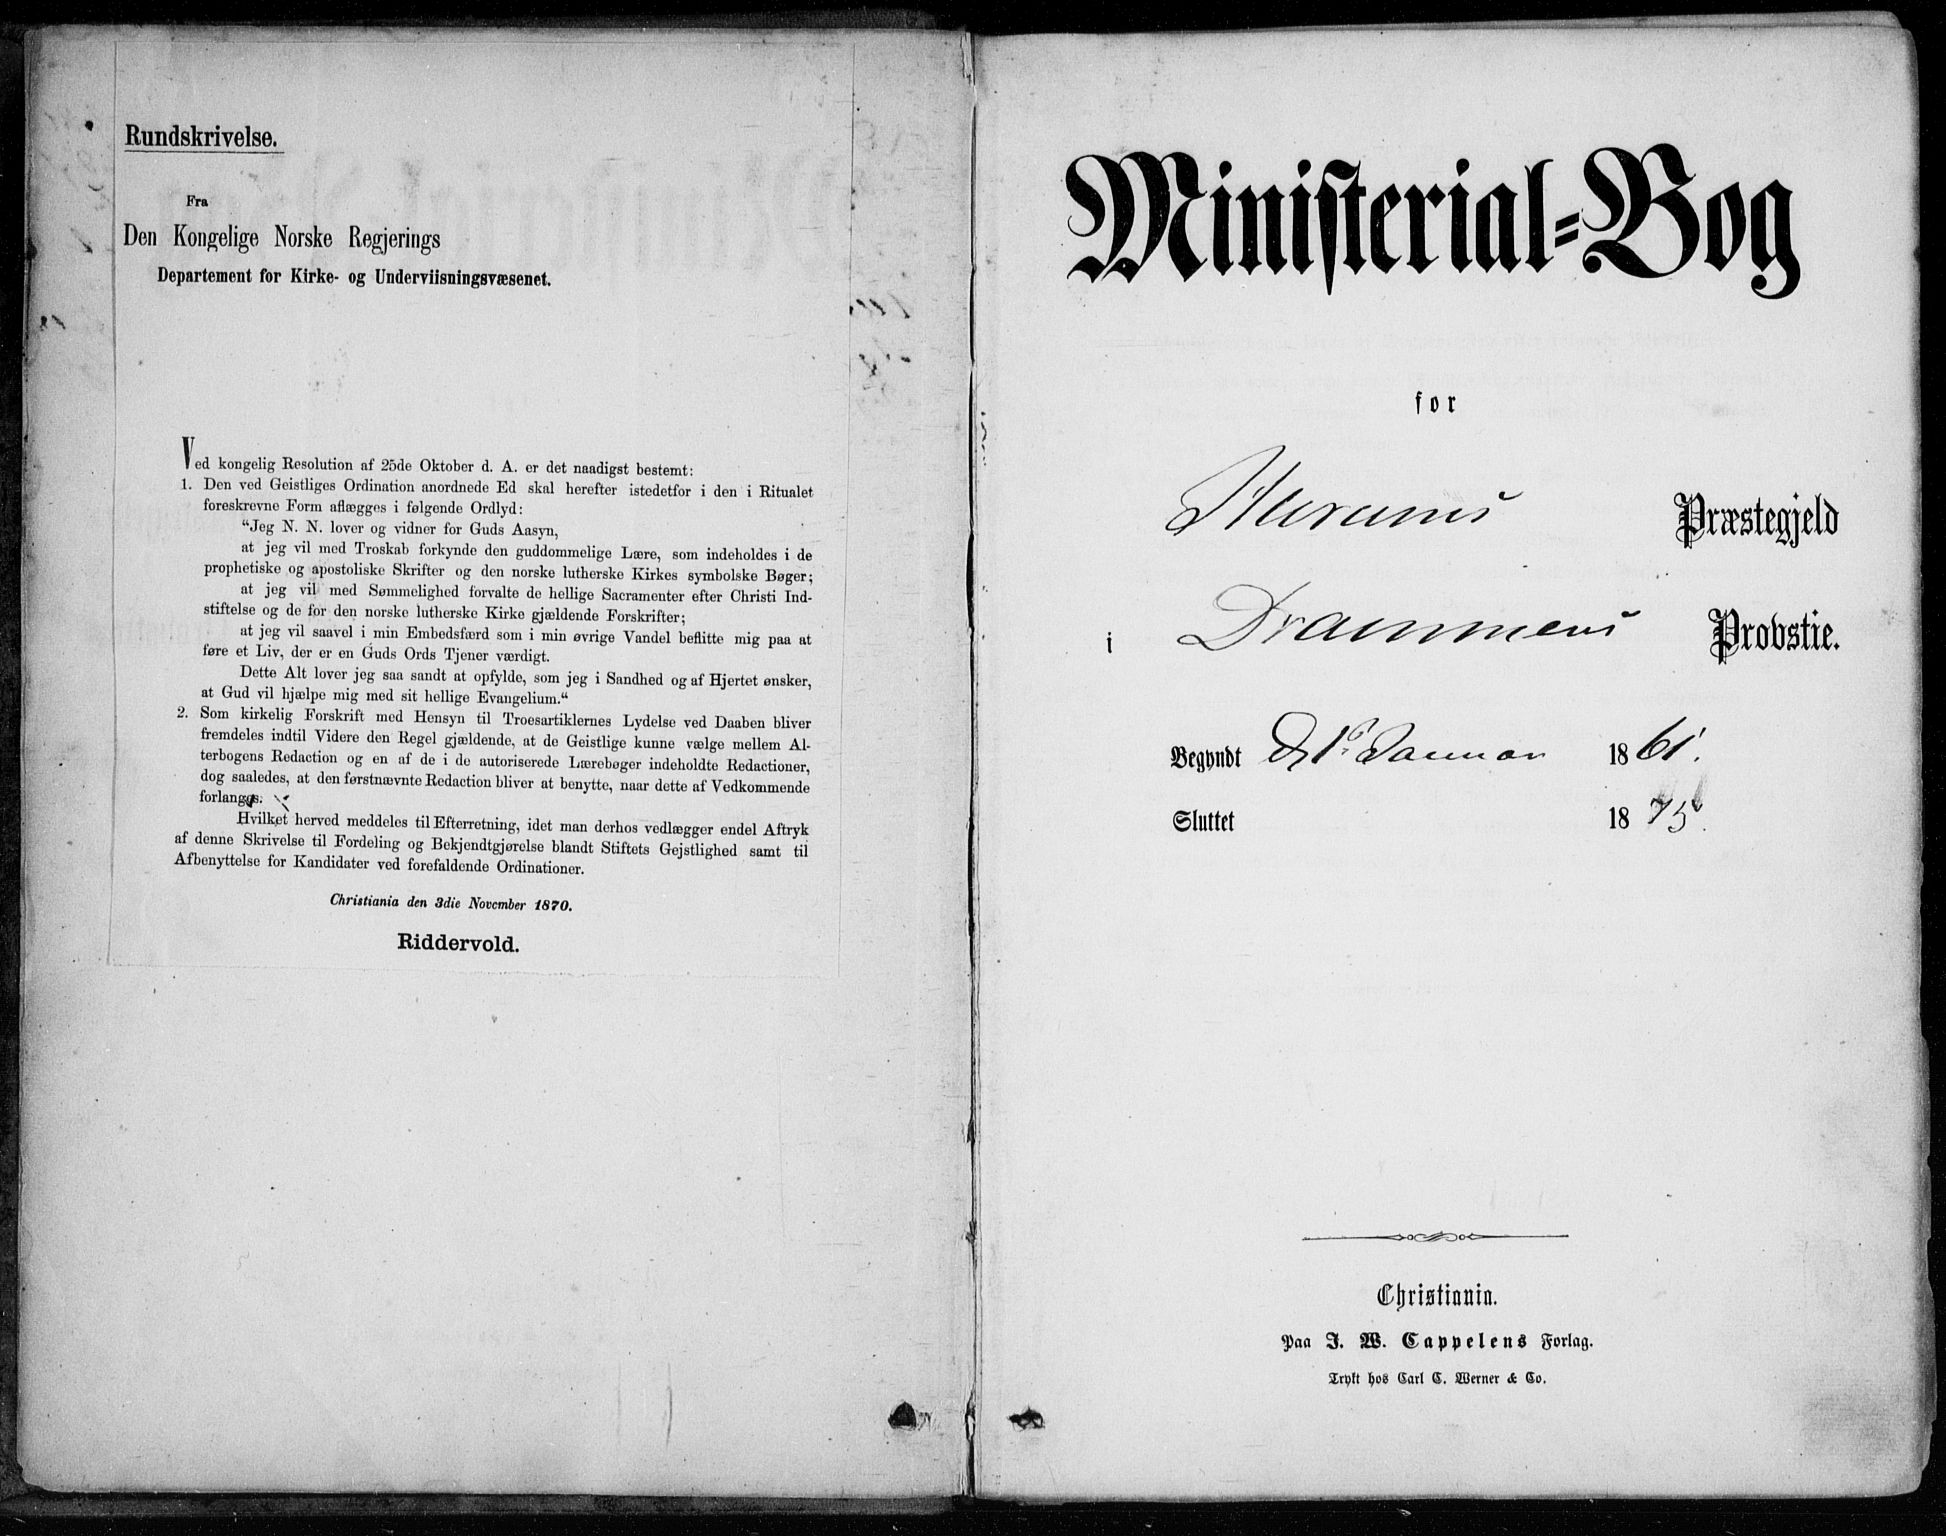 Rundskrivelse.
Fra
Den Kongelige Norske Regjerings
Departement for Kirke- og Underviisningsvæsenet.
Ved kongelig Resolution af 25de Oktober d. A. er det naadigst bestemt:
1. Den ved Geistliges Ordination anordnede Ed skal herefter istedetfor i den i Ritualet
foreskrevne Form aflægges i følgende Ordlyd:
"Jeg N. N. lover og vidner for Guds Aasyn,
at jeg vil med Troskab forkynde den guddommelige Lære, som indeholdes i de
prophetiske og apostoliske Skrifter og den norske lutherske Kirkes symbolske Bøger;
at jeg vil med Sømmelighed forvalte de hellige Sacramenter efter Christi Ind-
stiftelse og de for den norske lutherske Kirke gjældende Forskrifter;
at jeg vil saavel i min Embedsfærd som i min øvrige Vandel beflitte mig paa at
føre et Liv, der er en Guds Ords Tjener værdigt.
Dette Alt lover jeg saa sandt at opfylde, som jeg i Sandhed og af Hjertet ønsker,
at Gud vil hjælpe mig med sit hellige Evangelium."
2. Som kirkelig Forskrift med Hensyn til Troesartiklernes Lydelse ved Daaben bliver
fremdeles indtil Videre den Regel gjældende, at de Geistlige kunne vælge mellem Al-
terbogens Redaction og en af de i de autoriserede Lærebøger indeholdte Redactioner,
dog saaledes, at den førstnævnte Redaction bliver at benytte, naar dette af Vedkommende
forlanges.
Hvilket herved meddeles til Efterretning, idet man derhos vedlægger endel Aftryk
af denne Skrivelse til Fordeling og Bekjendtgjørelse blandt Stiftets Gejstlighed samt til
Afbenyttelse for Kandidater ved forefaldende Ordinationer.
Christiania den 3die November 1870.
Riddervold.
Ministerial-Bog
for
Hurums Præstegjeld
i Drammens Provstie.
Begyndt d. 1 Januar 1861.
Sluttet 1875.
Christiania.
Paa J. W. Cappelens Forlag.
Trykt hos Carl C. Werner & Co.